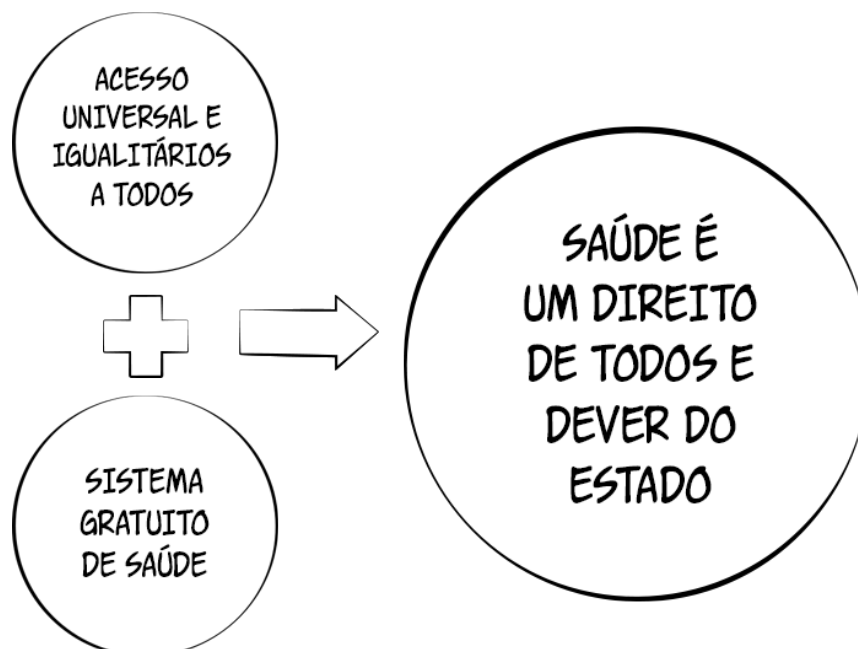 ACESSO
UNIVERSAL E
IGUALITÁRIOS
A TODOS
SISTEMA
GRATUITO
DE SAÚDE
SAÚDE É
UM DIREITO
DE TODOS E
DEVER DO
ESTADO